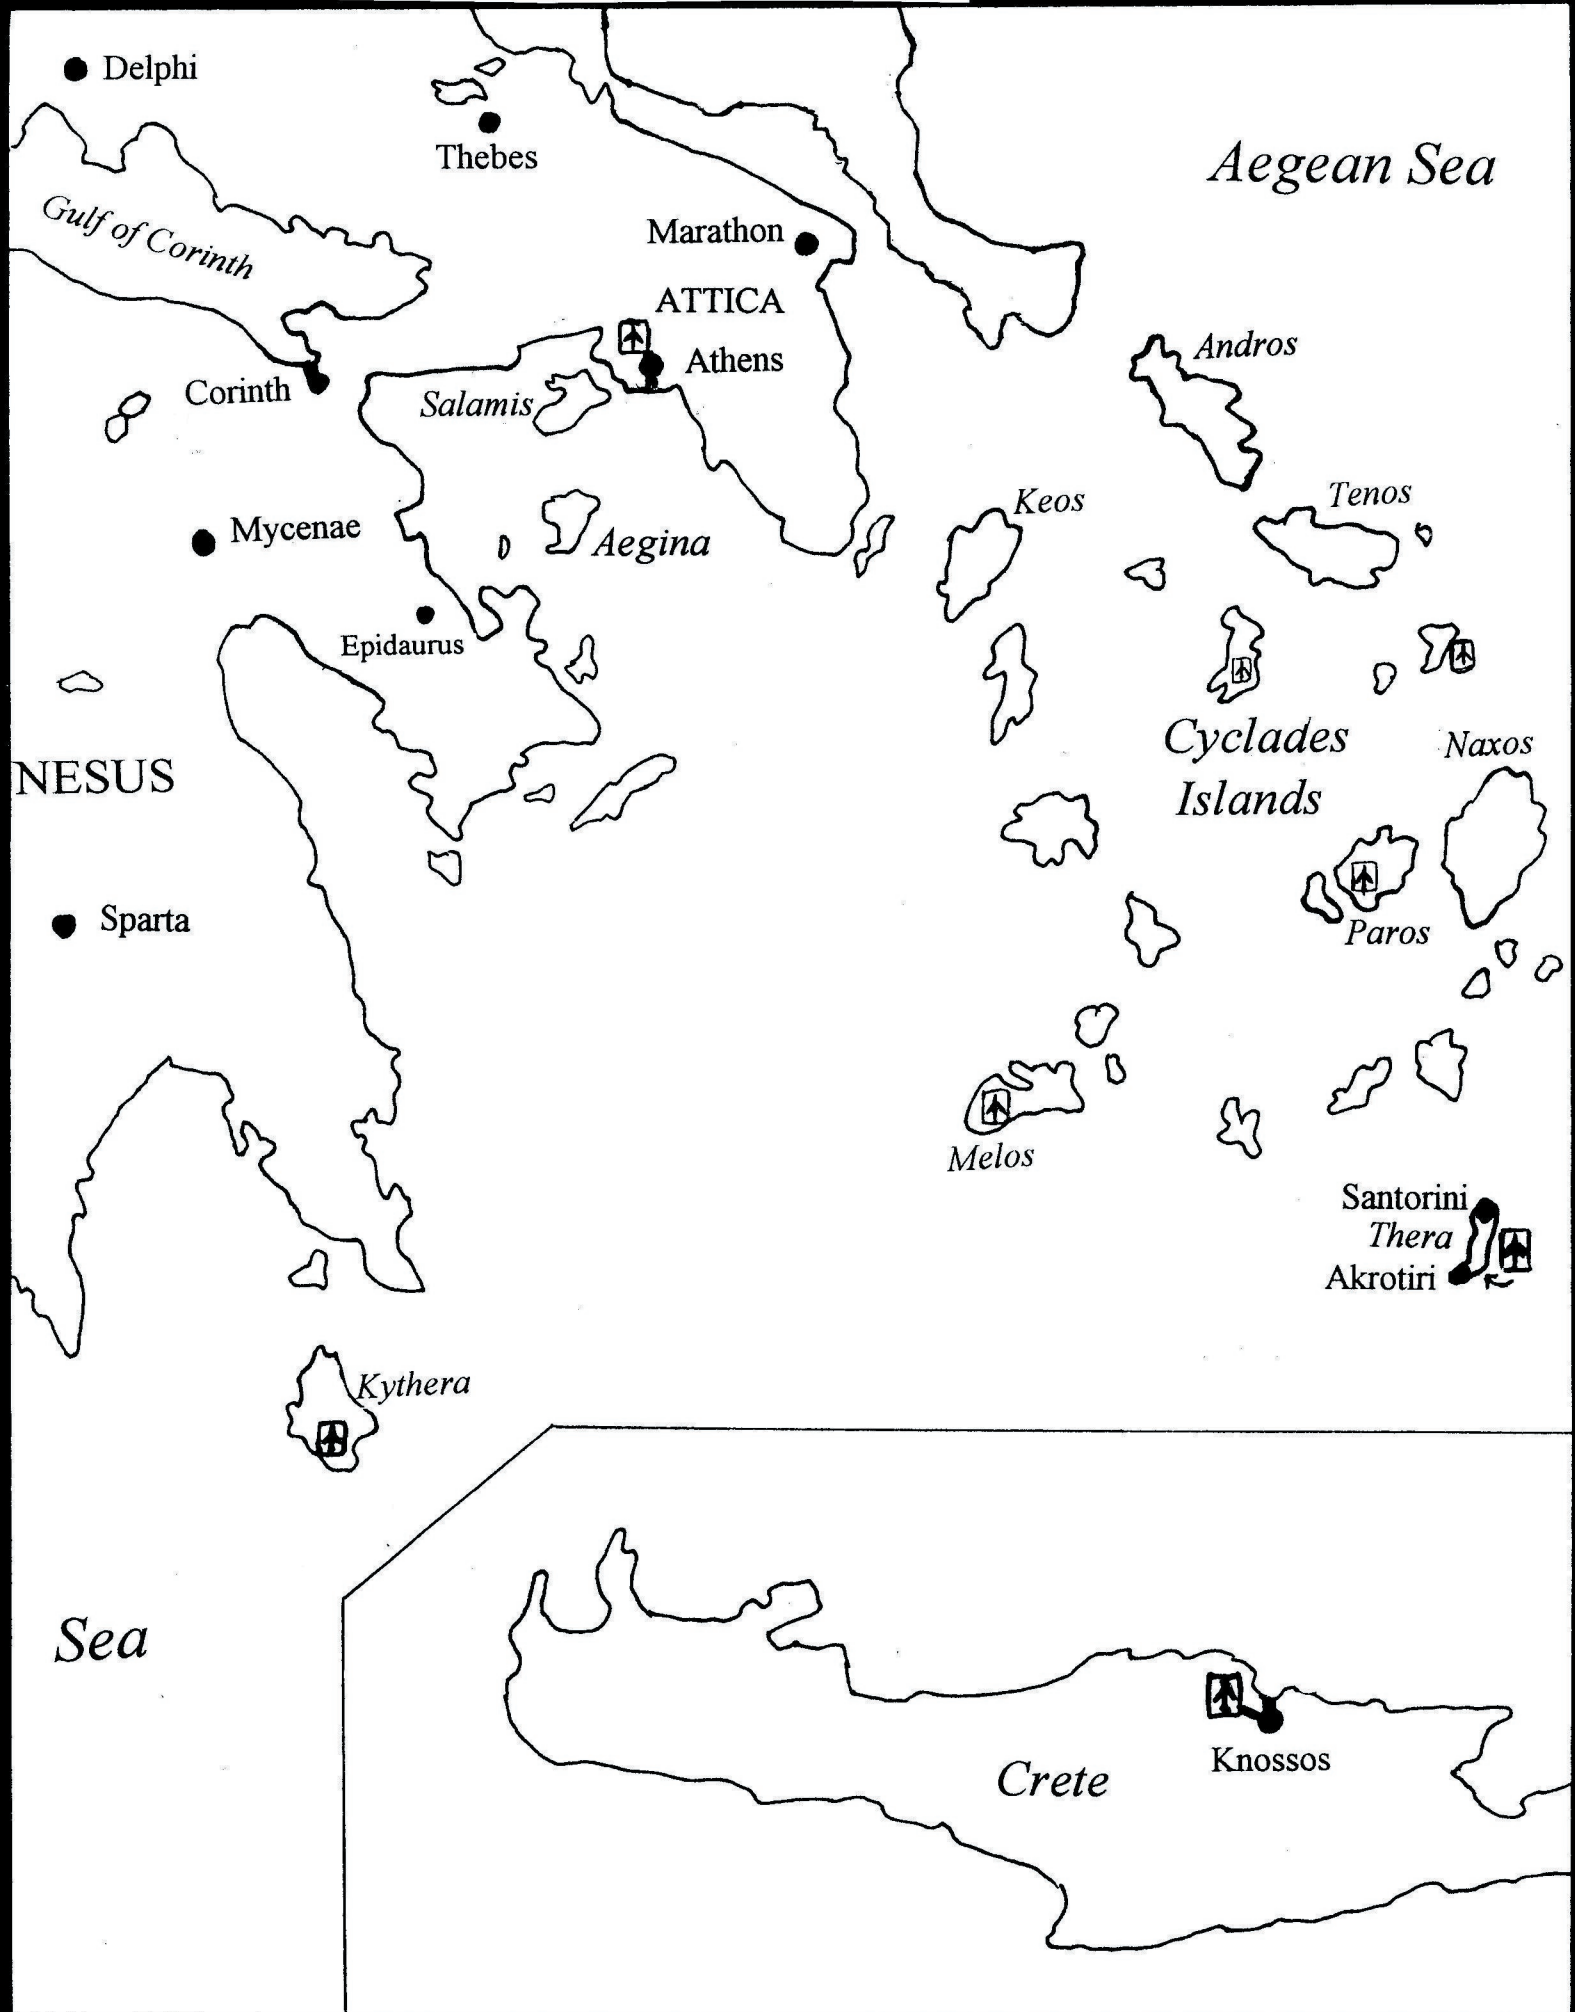 Delphi
Thebes
Aegean Sea
Gulf of Corinth
Marathon
ATTICA
Andros
Athens
Corinth
Salamis
Keos
Tenos
Mycenae
Aegina
Epidaurus
Cyclades
Islands
Naxos
NESUS
Sparta
Paros
Melos
Santorini
Thera
Akrotiri
Kythera
Sea
Knossos
Crete